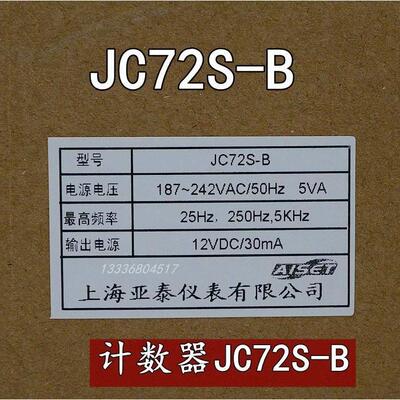 JC72S-B
型号 JC72S-B
电源电压 187~242VAC/50Hz 5VA
最高频率 25Hz, 250Hz,5KHz
输出电源 12VDC/30mA
13336804517
AISET
上海亚泰仪表有限公司
计数器JC72S-B